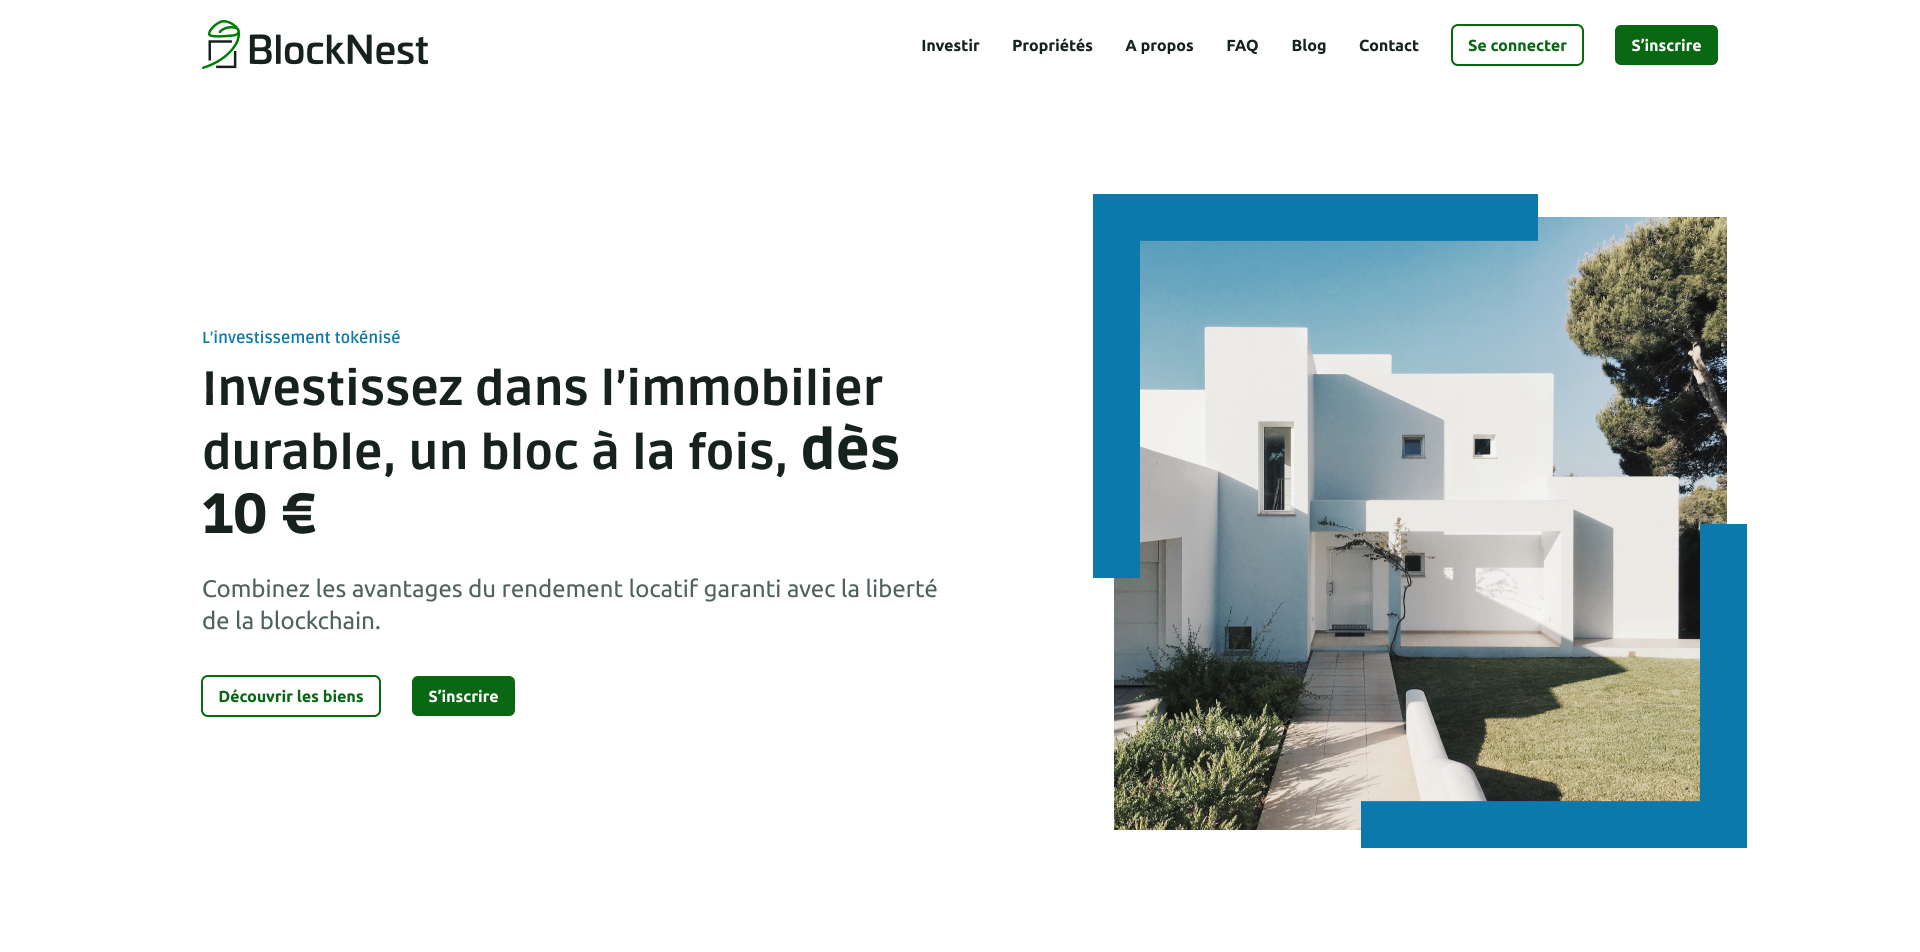 BlockNest
Investir
Propriétés
A propos
FAQ
Blog
Contact
Se connecter
S’inscrire
L’investissement tokénisé
Investissez dans l’immobilier
durable, un bloc à la fois, dès
10 €
Combinez les avantages du rendement locatif garanti avec la liberté
de la blockchain.
Découvrir les biens
S’inscrire